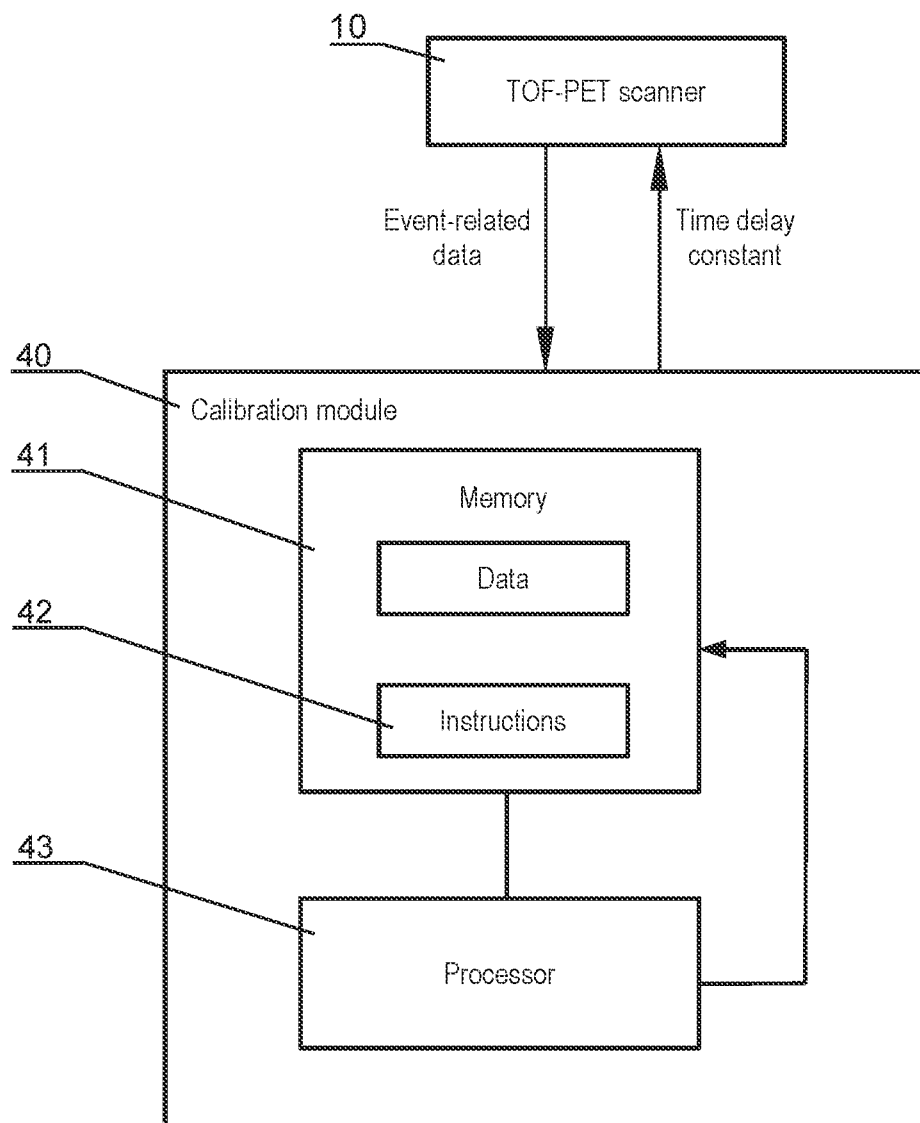 10
TOF-PET scanner
Event-related
data
Time delay
constant
40
Calibration module
41
Memory
Data
42
Instructions
43
Processor